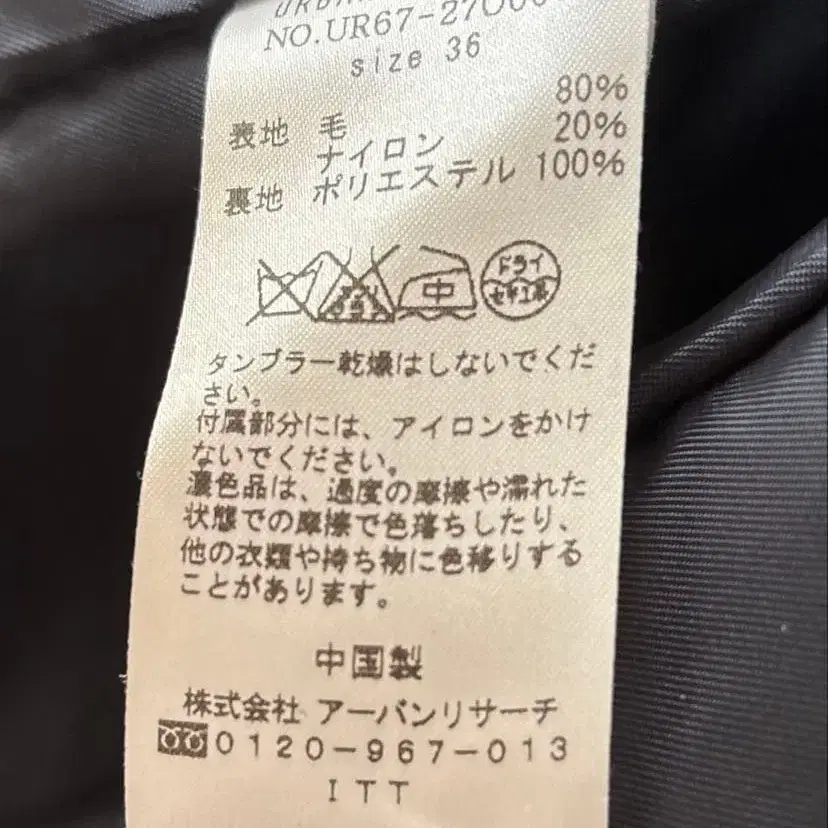 NO.UR67-27
size 36
表地 毛 80%
ナイロン 20%
裏地 ポリエステル 100%
中 ドライ
セキユ系
タンブラー乾燥はしないでくだ
さい。
付属部分には、アイロンをかけ
ないでください。
濃色品は、過度の摩擦や濡れた
状態での摩擦で色落ちしたり、
他の衣類や持ち物に色移りする
ことがあります。
中国製
株式会社 アーバンリサーチ
0120-967-013
ITT